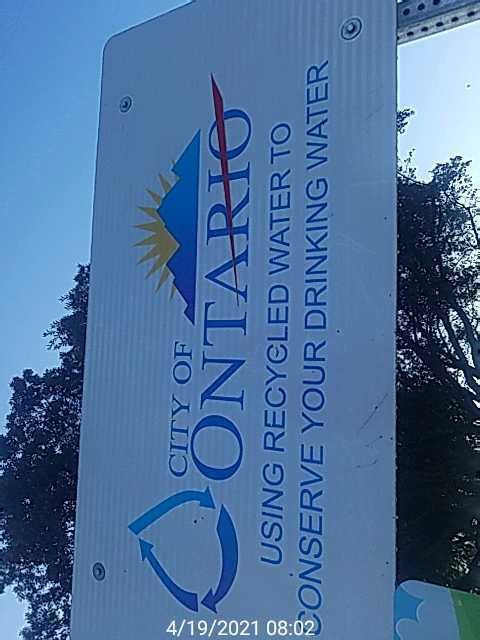 CITY OF
ONTARIO
USING RECYCLED WATER TO
CONSERVE YOUR DRINKING WATER
4/19/2021 08:02